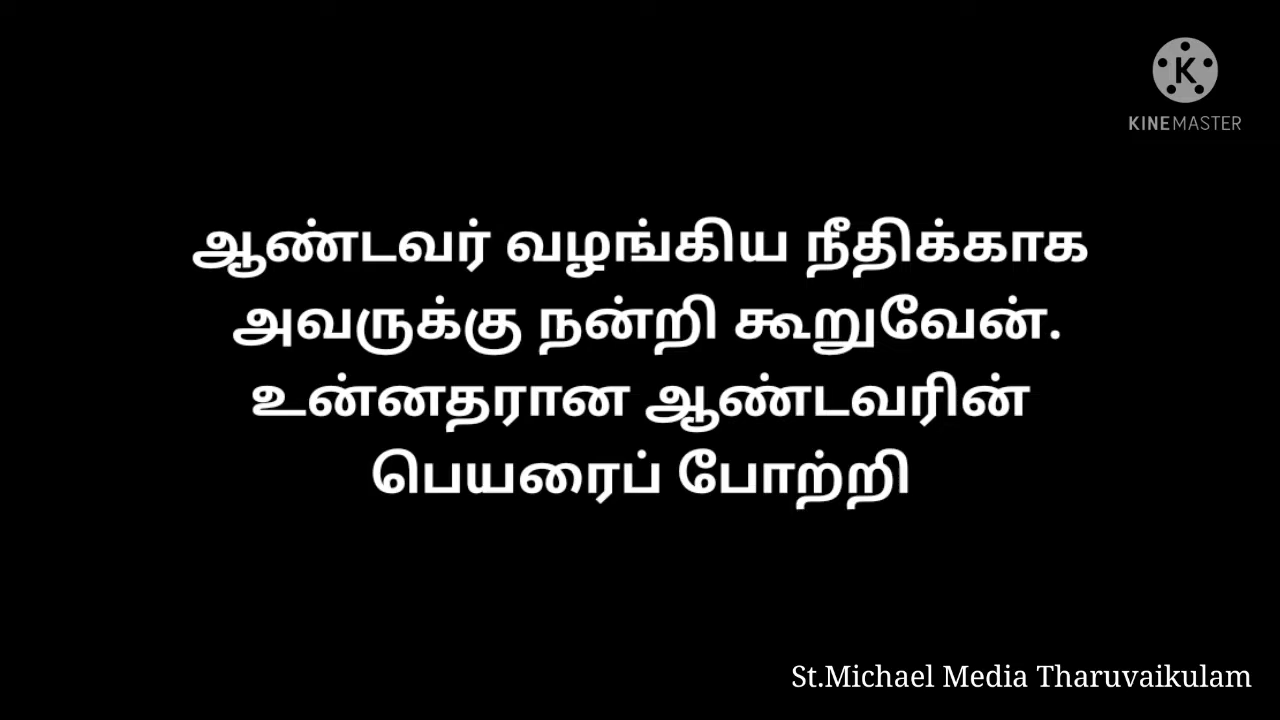 K
KINEMASTER
ஆண்டவர் வழங்கிய நீதிக்காக
அவருக்கு நன்றி கூறுவேன்.
உன்னதரான ஆண்டவரின்
பெயரைப் போற்றி
St.Michael Media Tharuvaikulam